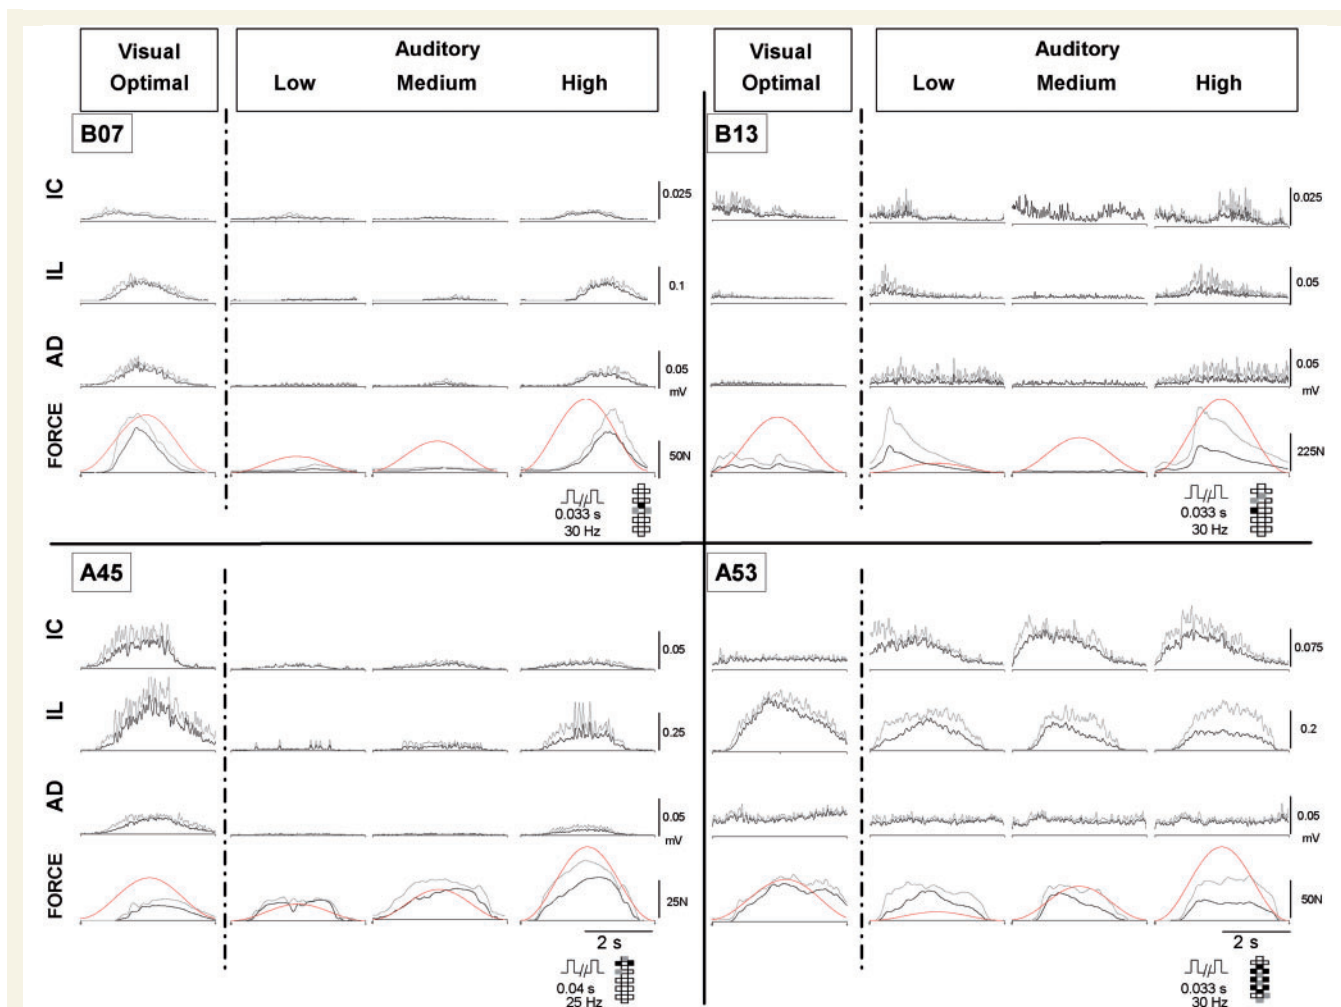 Visual Optimal
Auditory
Low Medium High
B07
IC
0.025
IL
0.1
AD
0.05
mV
FORCE
50N
0.033 s
30 Hz
Visual Optimal
Auditory
Low Medium High
B13
0.025
0.05
0.05
mV
225N
0.033 s
30 Hz
A45
IC
0.05
IL
0.25
AD
0.05
mV
FORCE
25N
2 s
0.04 s
25 Hz
A53
0.075
0.2
0.05
mV
50N
2 s
0.033 s
30 Hz